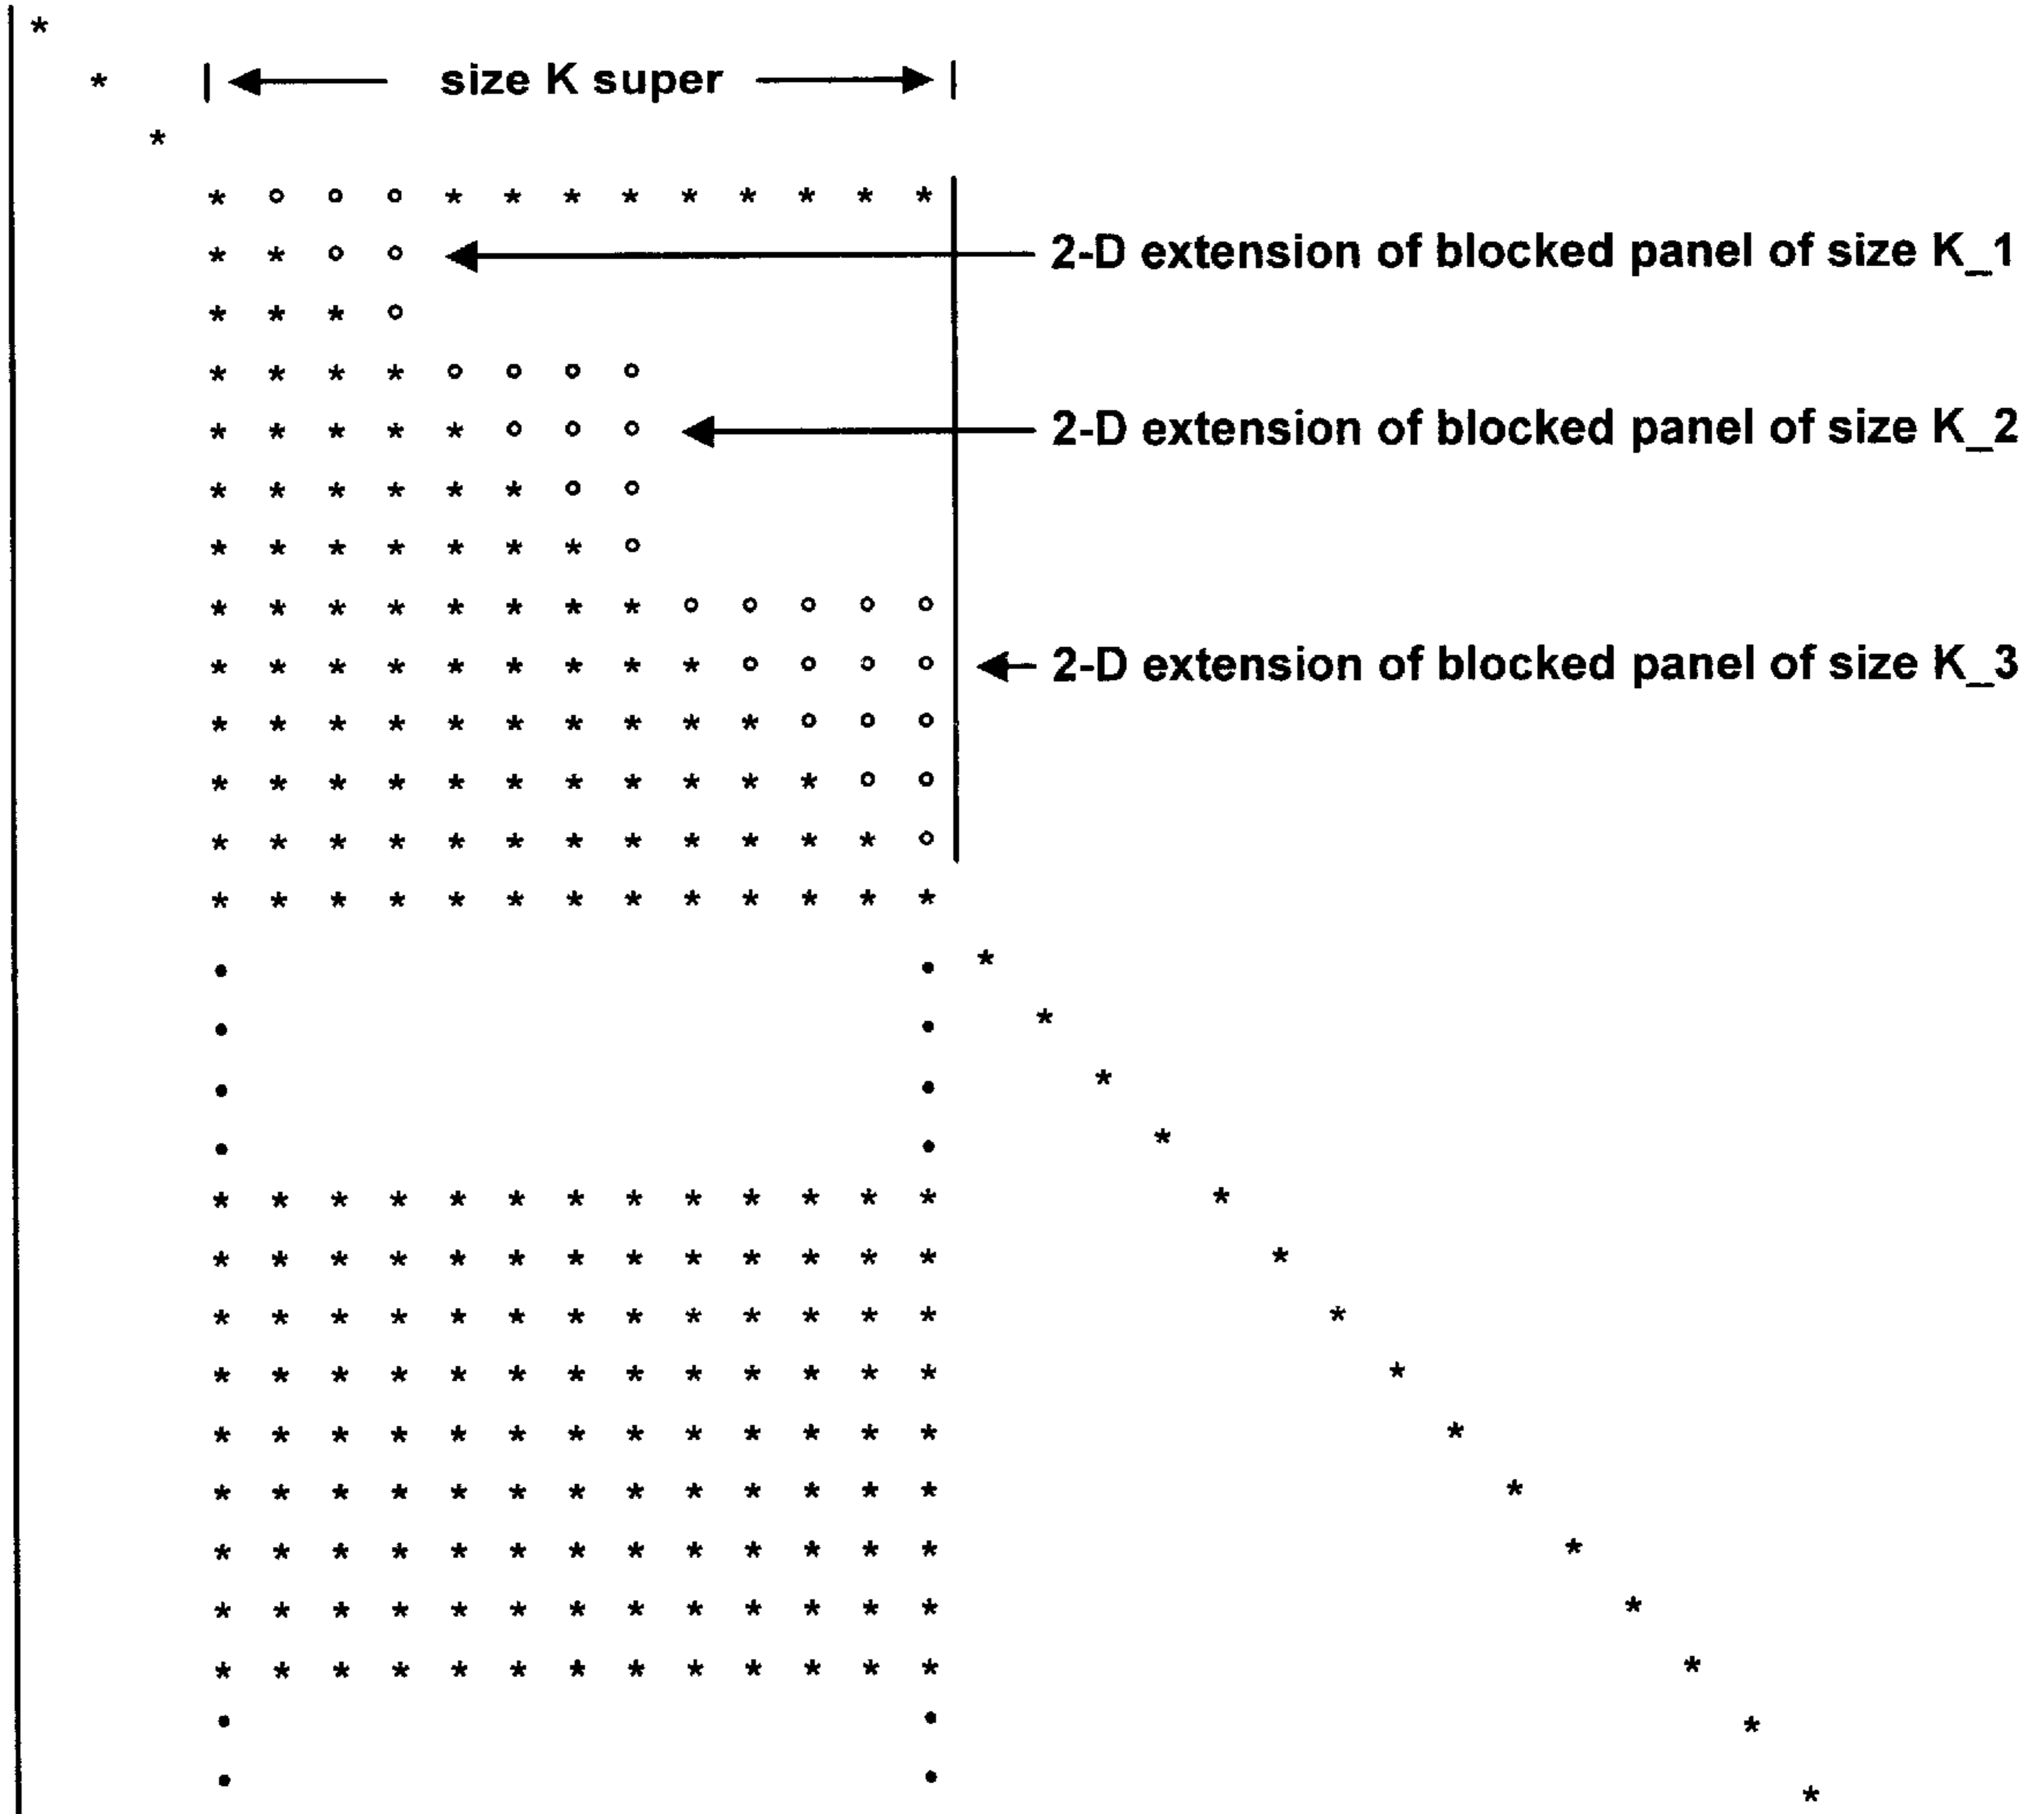 size K super
2-D extension of blocked panel of size K_1
2-D extension of blocked panel of size K_2
2-D extension of blocked panel of size K_3